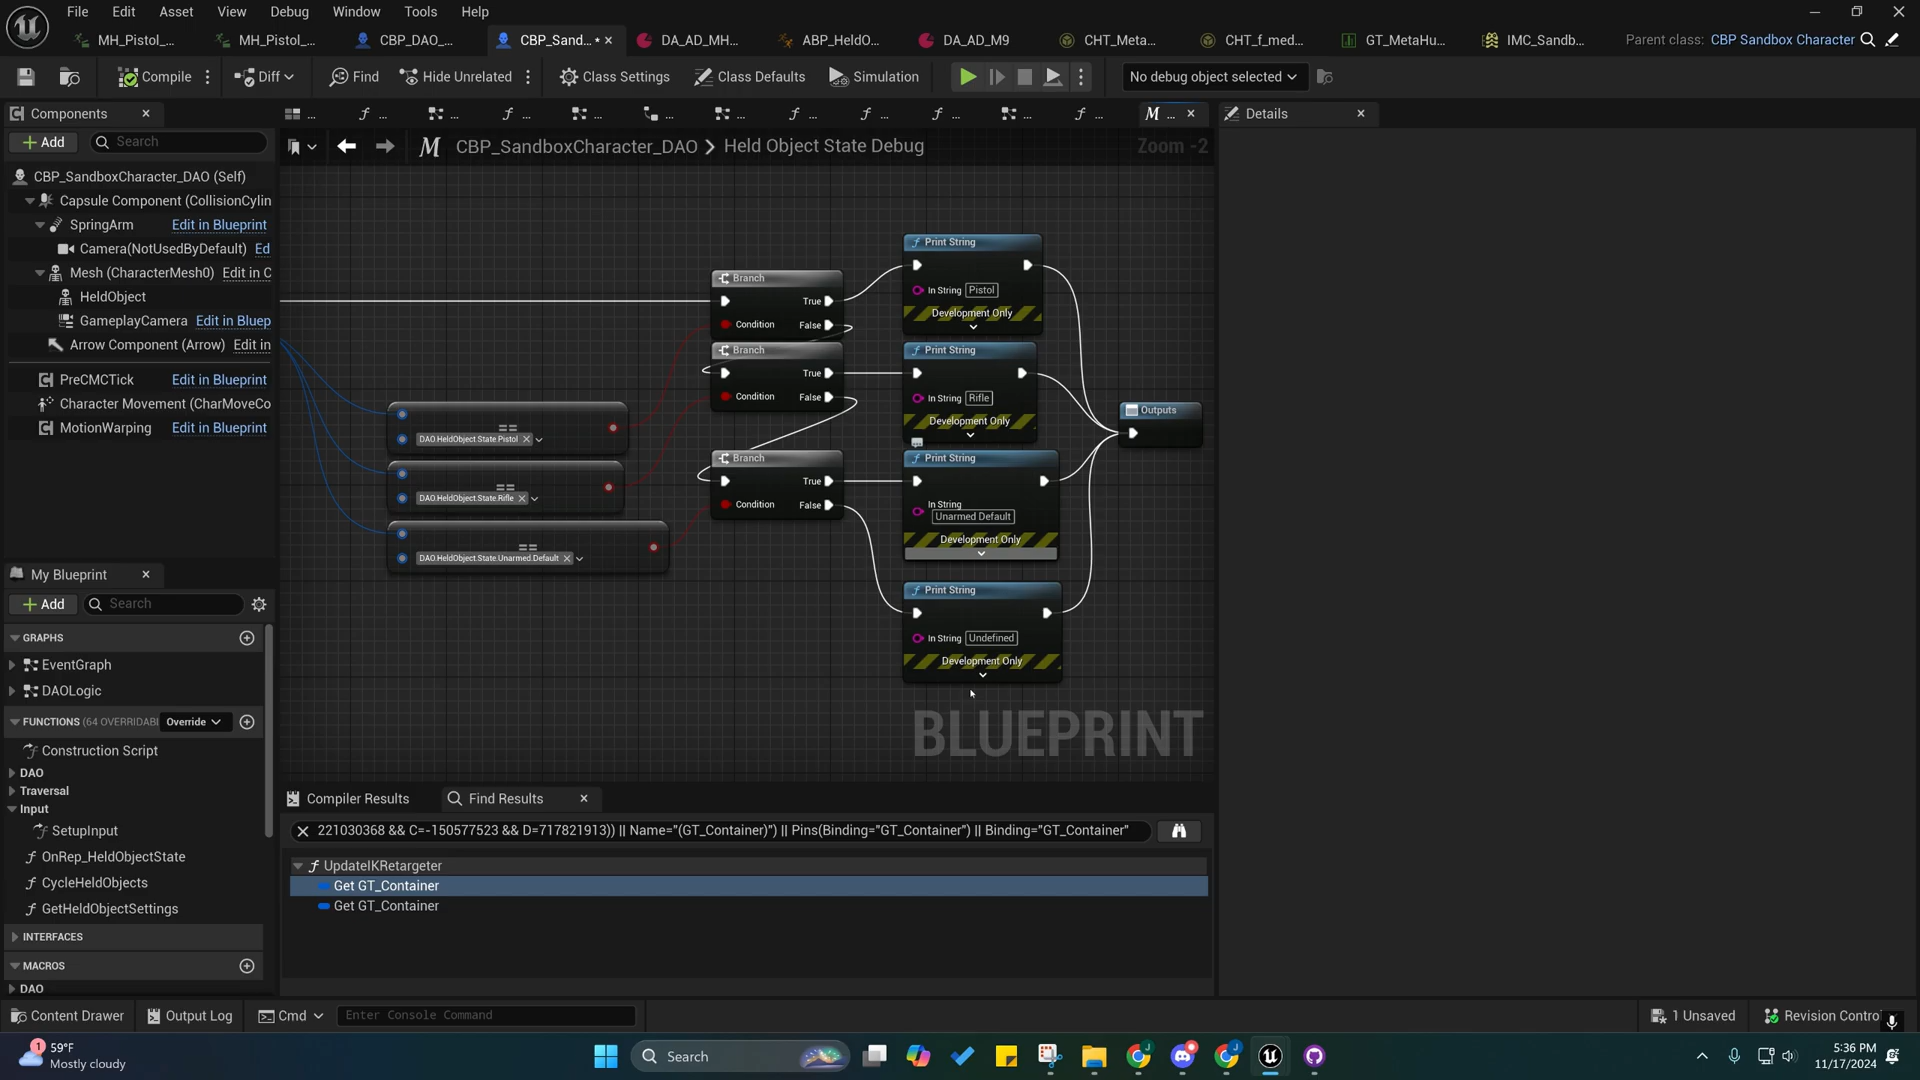 File Edit Asset View Debug Window Tools Help
MH_Pistol_... MH_Pistol_... CBP_DAO_... CBP_Sand...* DA_AD_MH... ABP_HeldO... DA_AD_M9 CHT_Meta... CHT_f_med... GT_MetaHu... IMC_Sandb... Parent class: CBP Sandbox Character
Compile Diff Find Hide Unrelated Class Settings Class Defaults Simulation No debug object selected
Components ... ... ... ... ... ... ... ... ... ... ... ... M ... Details
Add Search M CBP_SandboxCharacter_DAO > Held Object State Debug Zoom -2
CBP_SandboxCharacter_DAO (Self)
Capsule Component (CollisionCylin
SpringArm Edit in Blueprint
Camera(NotUsedByDefault) Ed
Mesh (CharacterMesh0) Edit in C
HeldObject
GameplayCamera Edit in Bluep
Arrow Component (Arrow) Edit in
PreCMCTick Edit in Blueprint
Character Movement (CharMoveCo
MotionWarping Edit in Blueprint
Print String
In String Pistol
Development Only
Branch
True
Condition False
Print String
In String Rifle
Development Only
Branch
True
Condition False
Outputs
==
DAO.HeldObject.State.Pistol
==
DAO.HeldObject.State.Rifle
==
DAO.HeldObject.State.Unarmed.Default
Branch
True
Condition False
Print String
In String
Unarmed Default
Development Only
Print String
In String Undefined
Development Only
BLUEPRINT
My Blueprint
Add Search
GRAPHS
EventGraph
DAOLogic
FUNCTIONS (64 OVERRIDABL Override
Construction Script
DAO
Traversal
Input
SetupInput
OnRep_HeldObjectState
CycleHeldObjects
GetHeldObjectSettings
INTERFACES
MACROS
DAO
Compiler Results Find Results
221030368 && C=-150577523 && D=717821913)) || Name="(GT_Container)") || Pins(Binding="GT_Container") || Binding="GT_Container"
UpdateIKRetargeter
Get GT_Container
Get GT_Container
Content Drawer Output Log Cmd Enter Console Command 1 Unsaved Revision Contro
1 59°F
Mostly cloudy
Search
5:36 PM
11/17/2024